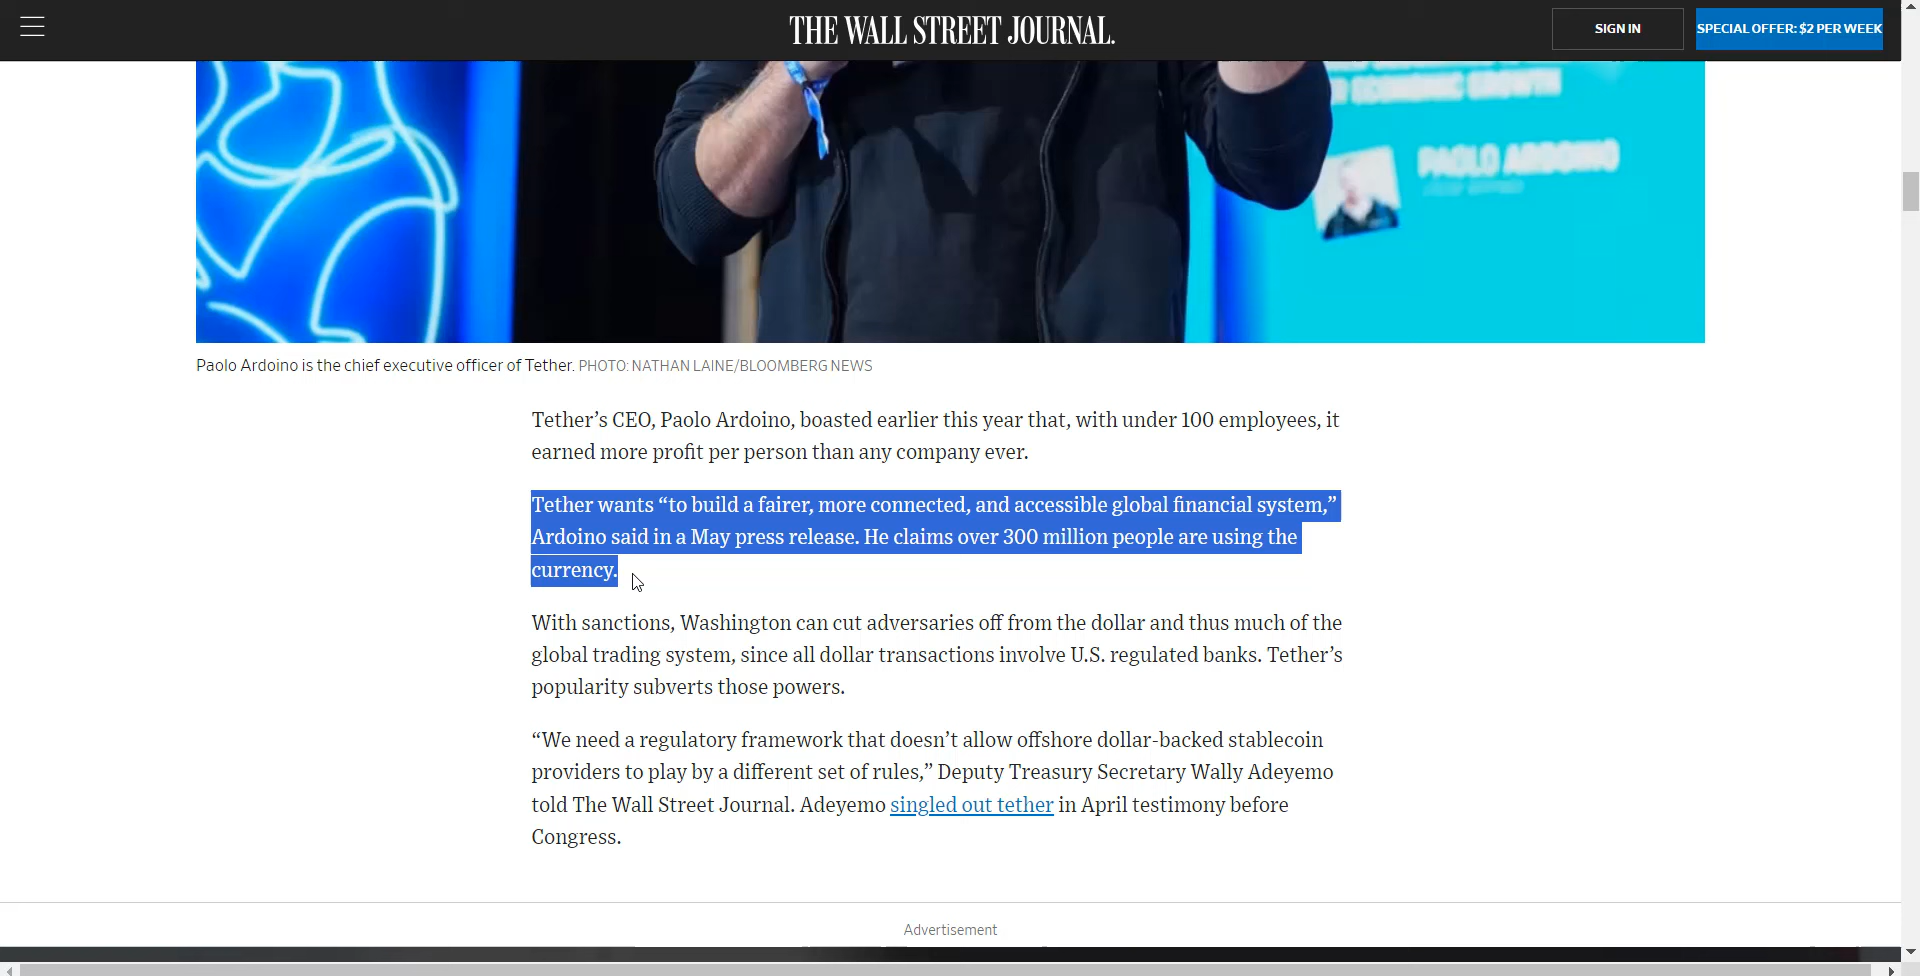 THE WALL STREET JOURNAL.
SIGN IN
SPECIAL OFFER: $2 PER WEEK
ECONOMIC GROWTH
PAOLO ARDOINO
Paolo Ardoino is the chief executive officer of Tether. PHOTO: NATHAN LAINE/BLOOMBERG NEWS
Tether’s CEO, Paolo Ardoino, boasted earlier this year that, with under 100 employees, it
earned more profit per person than any company ever.
Tether wants “to build a fairer, more connected, and accessible global financial system,”
Ardoino said in a May press release. He claims over 300 million people are using the
currency.
With sanctions, Washington can cut adversaries off from the dollar and thus much of the
global trading system, since all dollar transactions involve U.S. regulated banks. Tether’s
popularity subverts those powers.
“We need a regulatory framework that doesn’t allow offshore dollar-backed stablecoin
providers to play by a different set of rules,” Deputy Treasury Secretary Wally Adeyemo
told The Wall Street Journal. Adeyemo singled out tether in April testimony before
Congress.
Advertisement